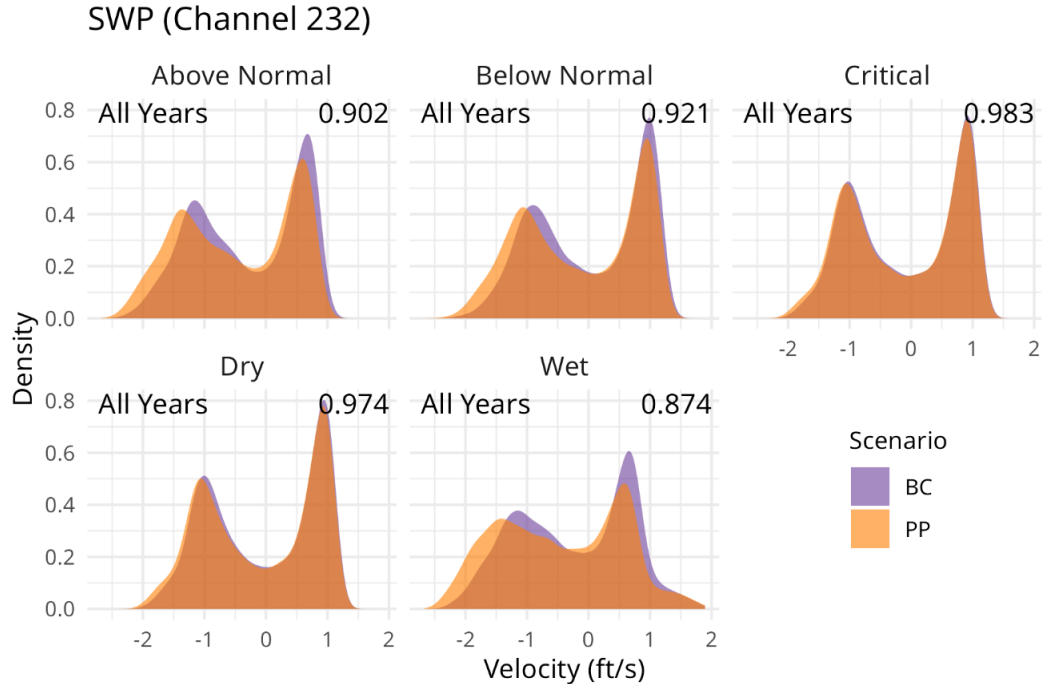 SWP (Channel 232)
Above Normal
Below Normal
Critical
All Years 0.902
All Years 0.921
All Years 0.983
0.8
0.6
0.4
0.2
0.0
-2 -1 0 1 2
Dry
Wet
All Years 0.974
All Years 0.874
0.8
0.6
0.4
0.2
0.0
-2 -1 0 1 2
-2 -1 0 1 2
Density
Velocity (ft/s)
Scenario
BC
PP